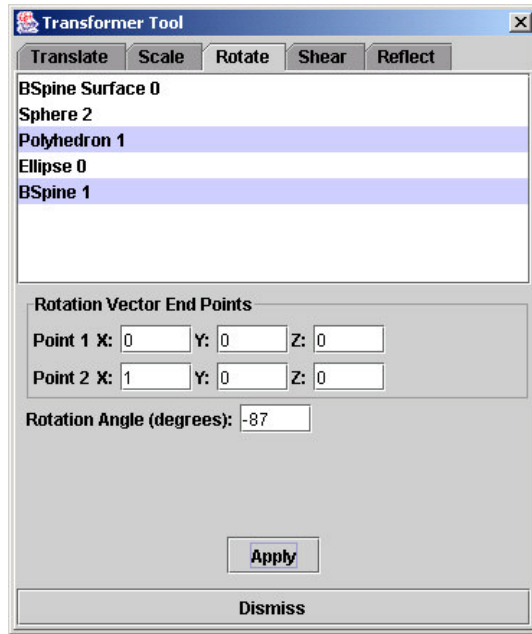 Transformer Tool
Translate Scale Rotate Shear Reflect
BSpine Surface 0
Sphere 2
Polyhedron 1
Ellipse 0
BSpine 1
Rotation Vector End Points
Point 1 X: 0 Y: 0 Z: 0
Point 2 X: 1 Y: 0 Z: 0
Rotation Angle (degrees): -87
Apply
Dismiss